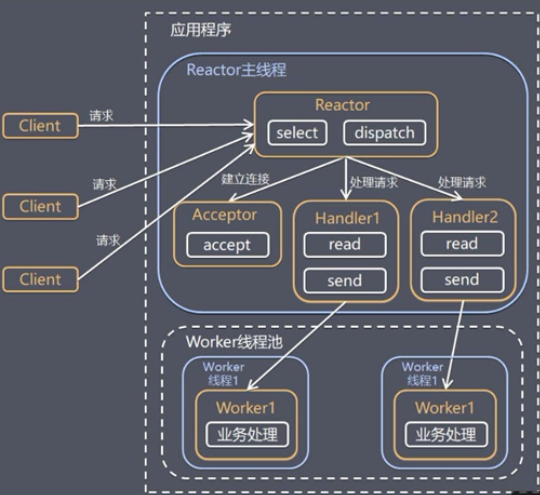 应用程序
Reactor主线程
Reactor
select
dispatch
Client
请求
Client
请求
Client
请求
建立连接
处理请求
处理请求
Acceptor
accept
Handler1
read
send
Handler2
read
send
Worker线程池
Worker
线程1
Worker1
业务处理
Worker
线程1
Worker1
业务处理